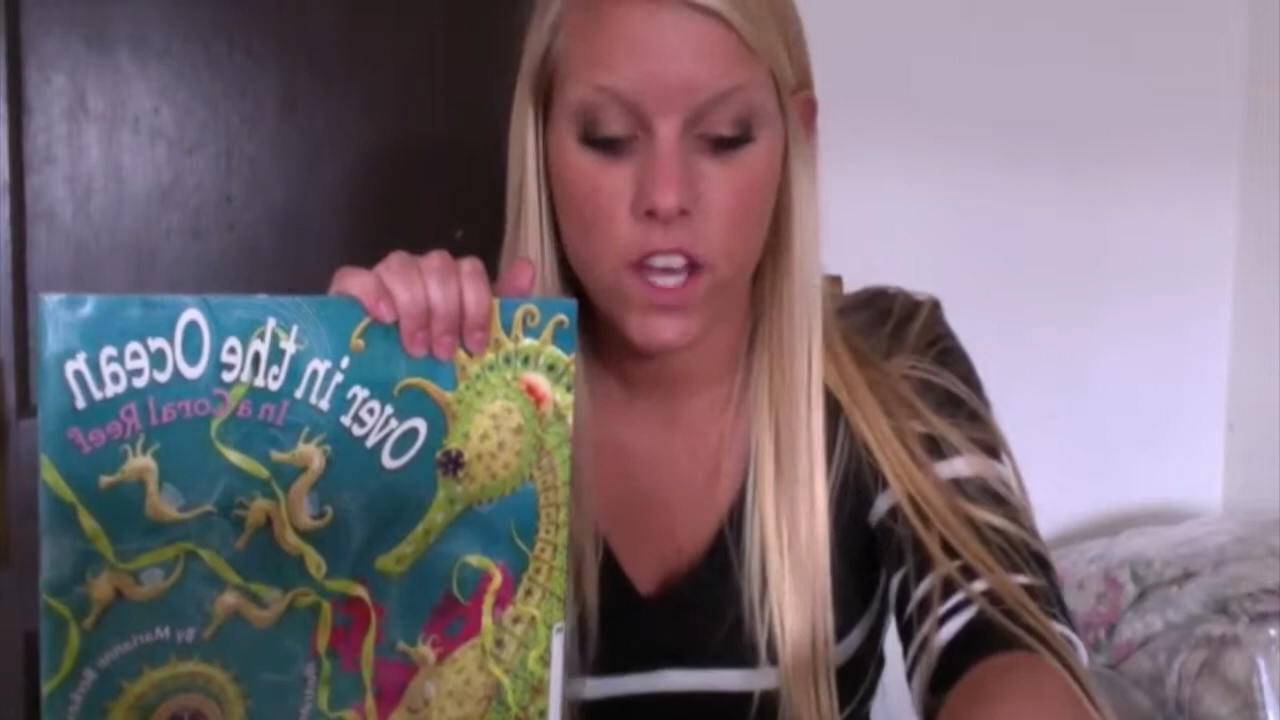 Over in the Ocean
In a Coral Reef
By Marianne